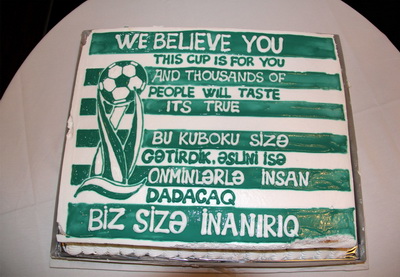 WE BELIEVE YOU
THIS CUP IS FOR YOU
AND THOUSANDS OF
PEOPLE WILL TASTE
ITS TRUE
BU KUBOKU SİZƏ
GƏTİRDİK, ƏSLİNİ İSƏ
ONMİNLƏRLƏ İNSAN
DADACAQ
BİZ SİZƏ İNANIRIQ